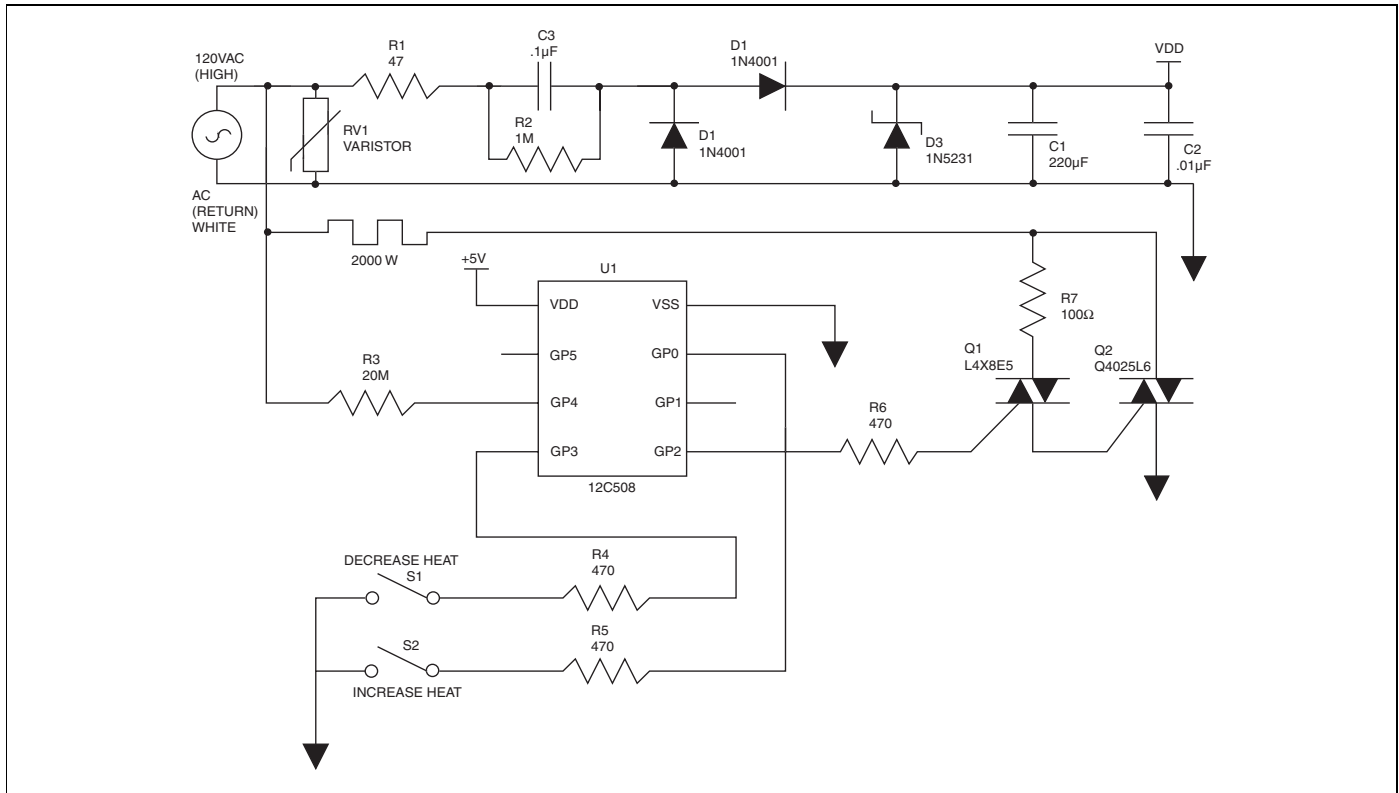 120VAC
(HIGH)
R1
47
C3
.1µF
D1
1N4001
VDD
RV1
VARISTOR
R2
1M
D1
1N4001
D3
1N5231
C1
220µF
C2
.01µF
AC
(RETURN)
WHITE
2000 W
+5V
U1
VDD
VSS
GP5
GP0
GP4
GP1
GP3
GP2
12C508
R3
20M
R7
100Ω
Q1
L4X8E5
Q2
Q4025L6
R6
470
DECREASE HEAT
S1
R4
470
S2
R5
470
INCREASE HEAT